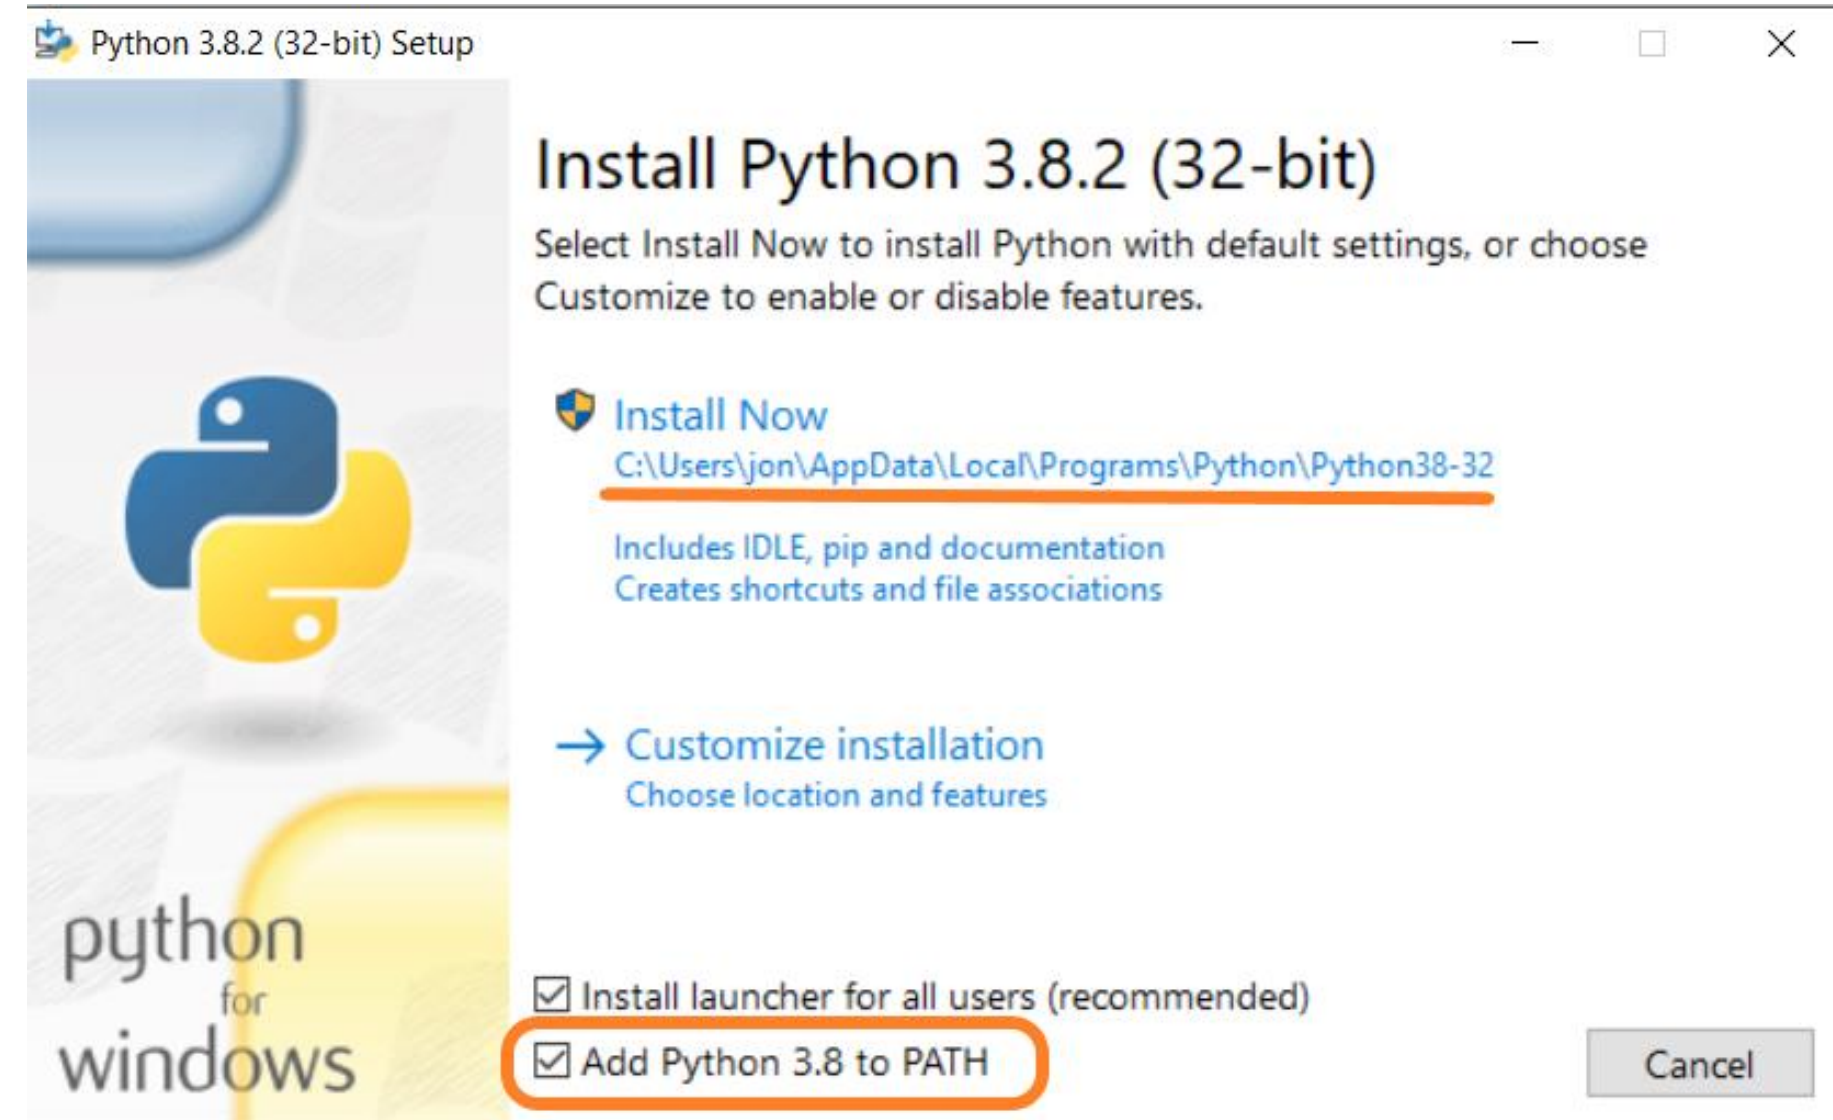 Python 3.8.2 (32-bit) Setup
Install Python 3.8.2 (32-bit)
Select Install Now to install Python with default settings, or choose
Customize to enable or disable features.
Install Now
C:\Users\jon\AppData\Local\Programs\Python\Python38-32
Includes IDLE, pip and documentation
Creates shortcuts and file associations
Customize installation
Choose location and features
python
for
windows
Install launcher for all users (recommended)
Add Python 3.8 to PATH
Cancel